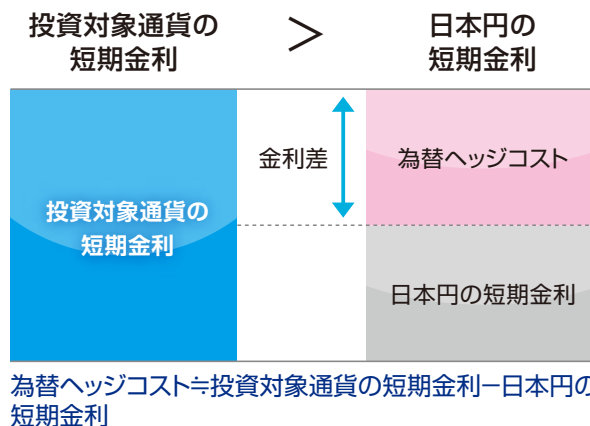 投資対象通貨の
短期金利
＞
日本円の
短期金利
金利差
為替ヘッジコスト
投資対象通貨の
短期金利
日本円の短期金利
為替ヘッジコスト≒投資対象通貨の短期金利−日本円の
短期金利